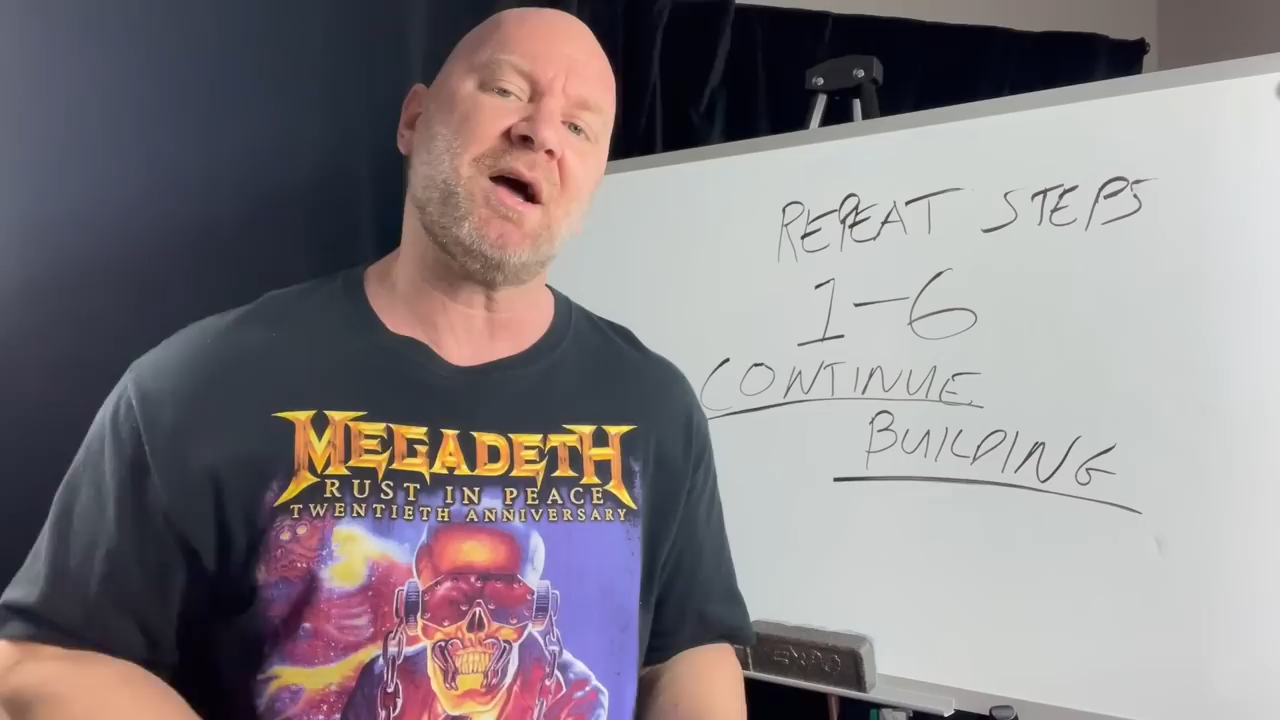 REPEAT STEPS
1-6
CONTINUE
BUILDING
MEGADETH
RUST IN PEACE
TWENTIETH ANNIVERSARY
EXPO